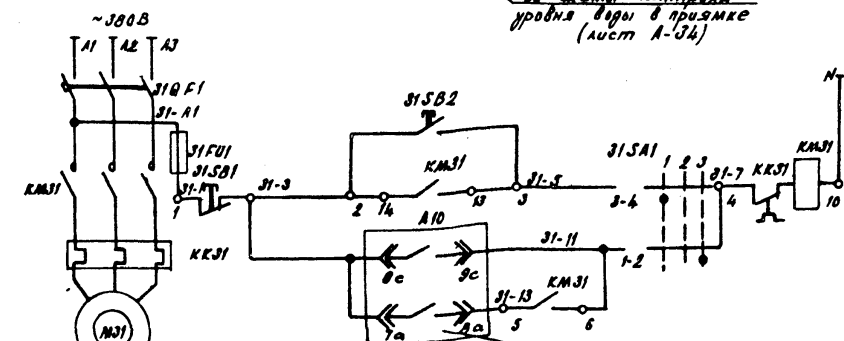 уровня воды в приямке
(лист А-34)
~380В
А1 А2 А3
N
31QF1
31-А1
31SB2
31FU1
31SB1
КМ31
31SA1
1 2 3
КК31
КМ31
КМ31
31-3
31-5
31-7
1
2
14
13
3
3-4
4
10
А10
КК31
31-11
1-2
8с
9с
31-13
КМ31
7а
8а
5
6
М31